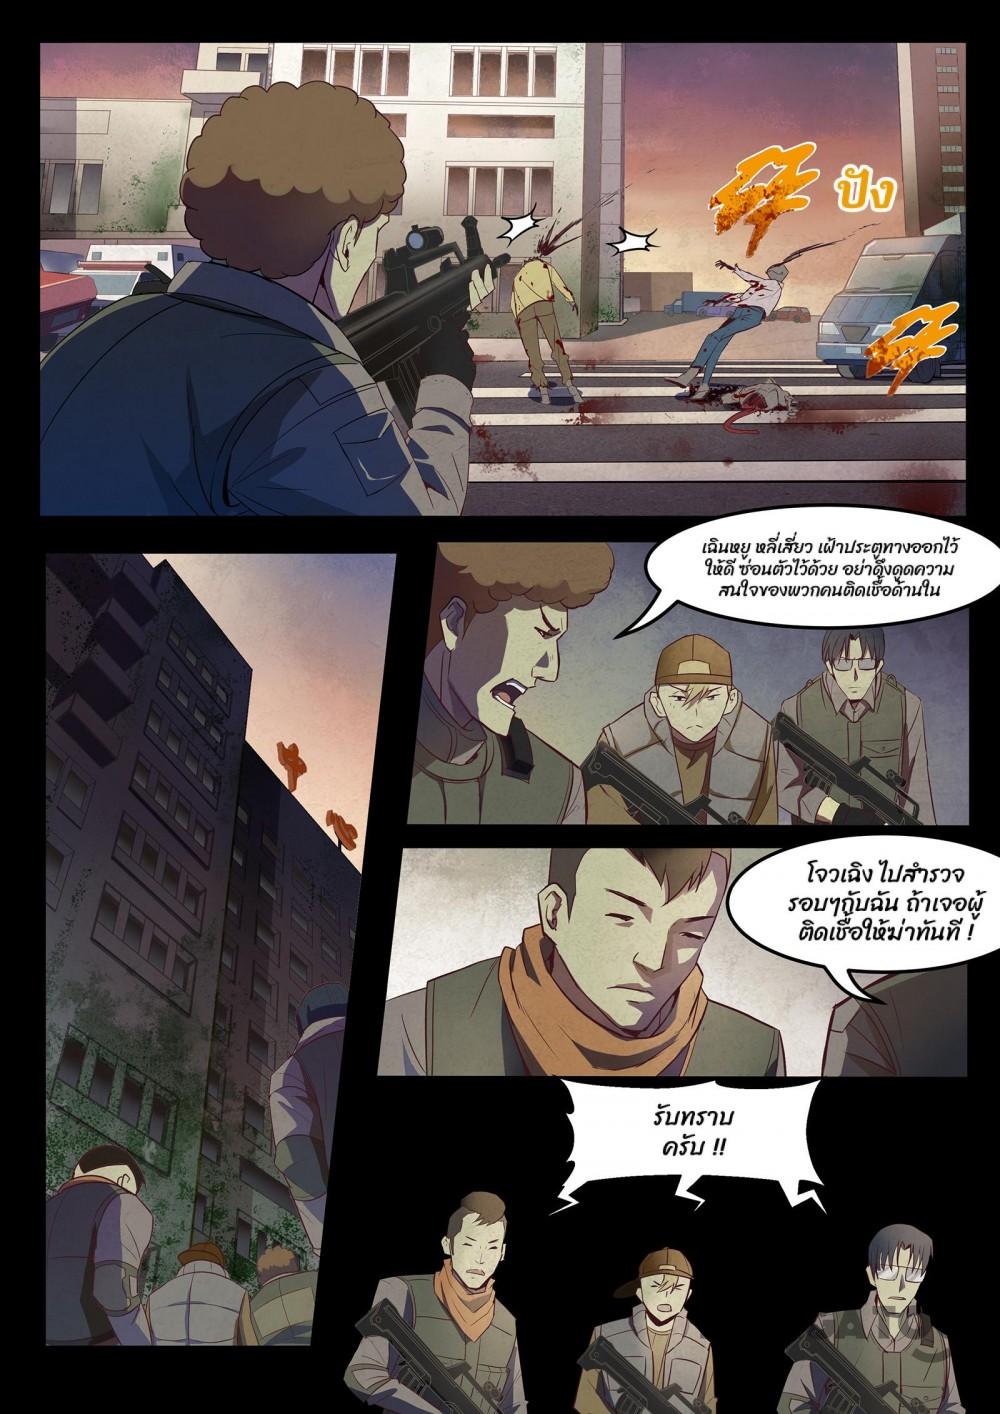 ปัง
เฉินหยู หลี่เสี่ยว เฝ้าประตูทางออกไว้
ให้ดี ซ่อนตัวไว้ด้วย อย่าดึงดูดความ
สนใจของพวกคนติดเชื้อด้านใน
โจวเฉิง ไปสำรวจ
รอบๆกับฉัน ถ้าเจอผู้
ติดเชื้อให้ฆ่าทันที !
รับทราบ
ครับ !!